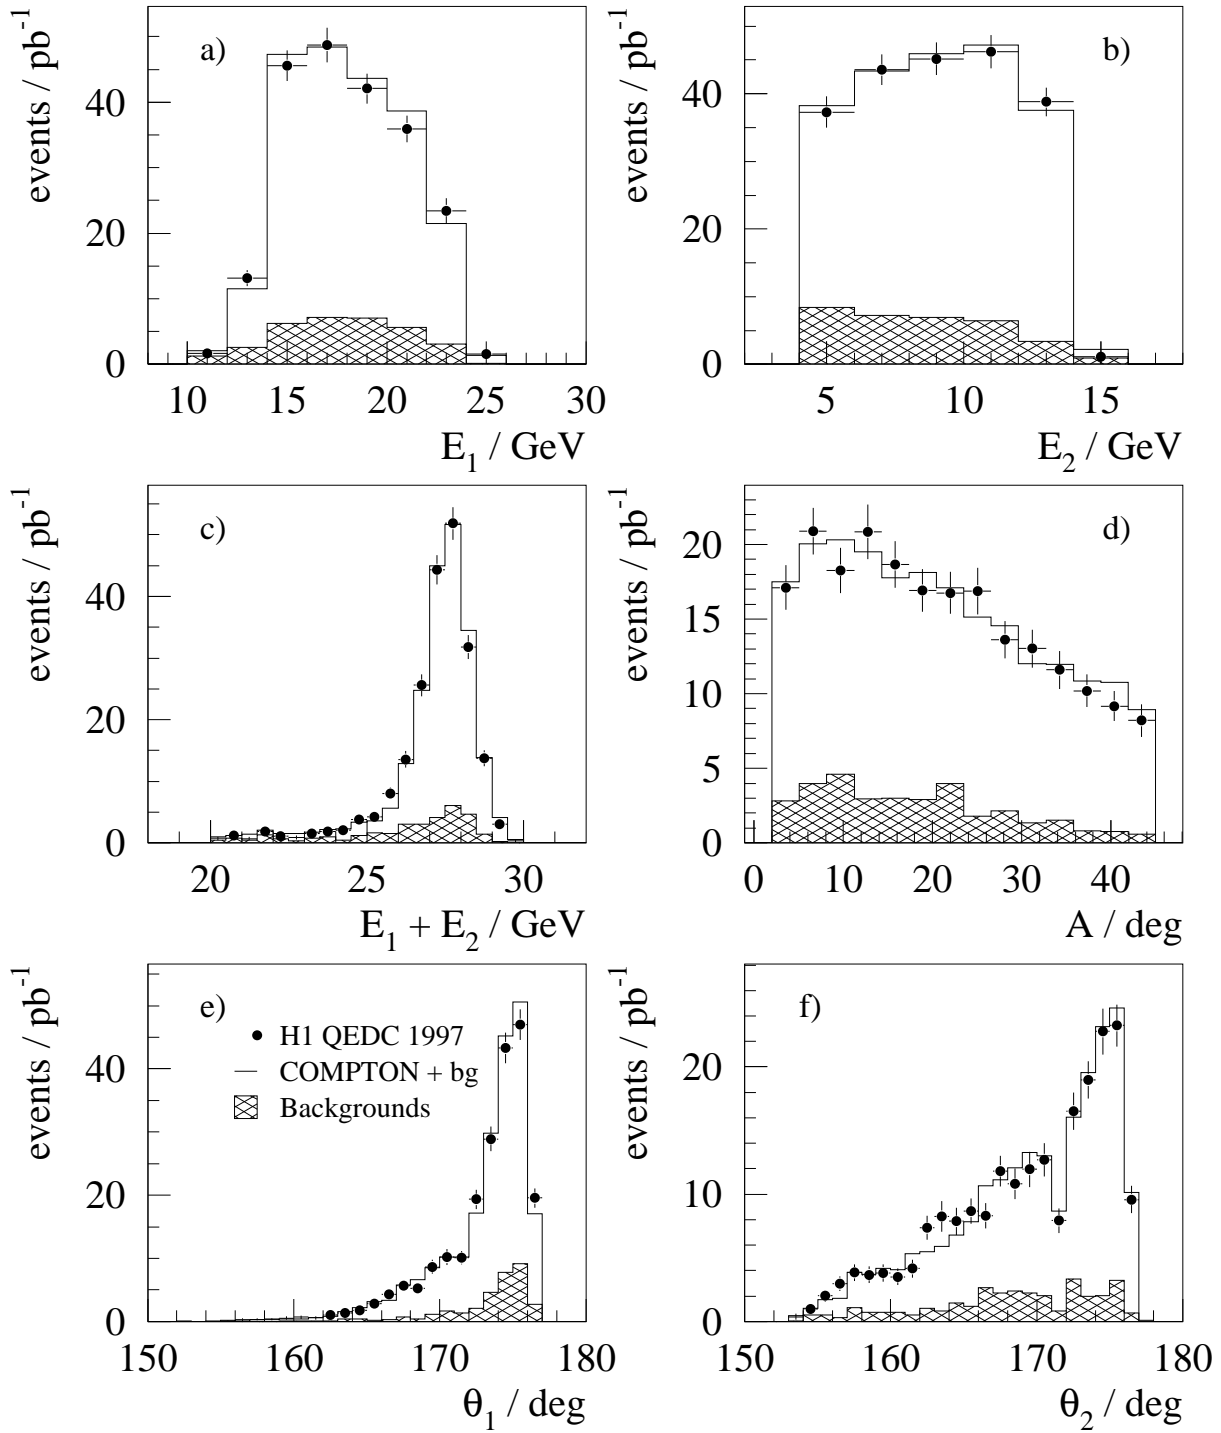 events / pb⁻¹
a)
40
20
0
10 15 20 25 30
E₁ / GeV
events / pb⁻¹
b)
40
20
0
5 10 15
E₂ / GeV
events / pb⁻¹
c)
40
20
0
20 25 30
E₁ + E₂ / GeV
events / pb⁻¹
d)
20
15
10
5
0
0 10 20 30 40
A / deg
events / pb⁻¹
e)
H1 QEDC 1997
COMPTON + bg
Backgrounds
40
20
0
150 160 170 180
θ₁ / deg
events / pb⁻¹
f)
20
10
0
150 160 170 180
θ₂ / deg